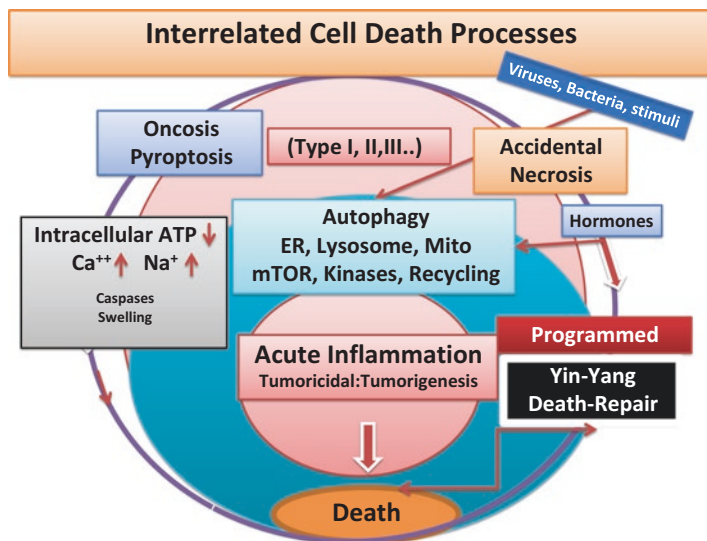 Interrelated Cell Death Processes
Viruses, Bacteria, stimuli
Oncosis
Pyroptosis
(Type I, II,III..)
Accidental
Necrosis
Hormones
Intracellular ATP
Ca⁺⁺ Na⁺
Caspases
Swelling
Autophagy
ER, Lysosome, Mito
mTOR, Kinases, Recycling
Programmed
Acute Inflammation
Tumoricidal:Tumorigenesis
Yin-Yang
Death-Repair
Death